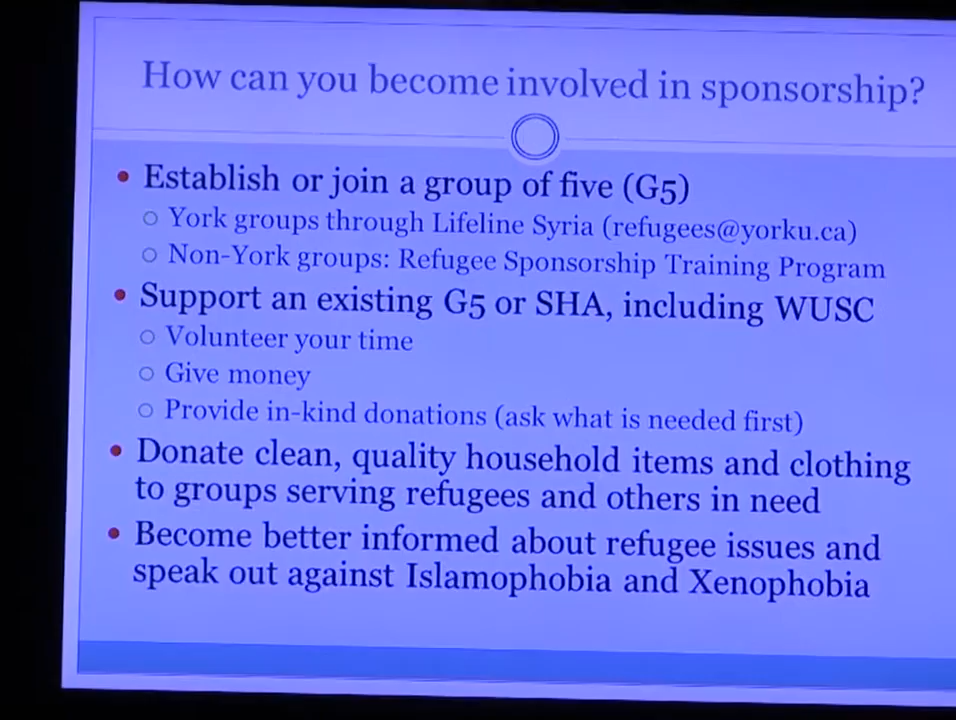 How can you become involved in sponsorship?
• Establish or join a group of five (G5)
○ York groups through Lifeline Syria (refugees@yorku.ca)
○ Non-York groups: Refugee Sponsorship Training Program
• Support an existing G5 or SHA, including WUSC
○ Volunteer your time
○ Give money
○ Provide in-kind donations (ask what is needed first)
• Donate clean, quality household items and clothing
to groups serving refugees and others in need
• Become better informed about refugee issues and
speak out against Islamophobia and Xenophobia